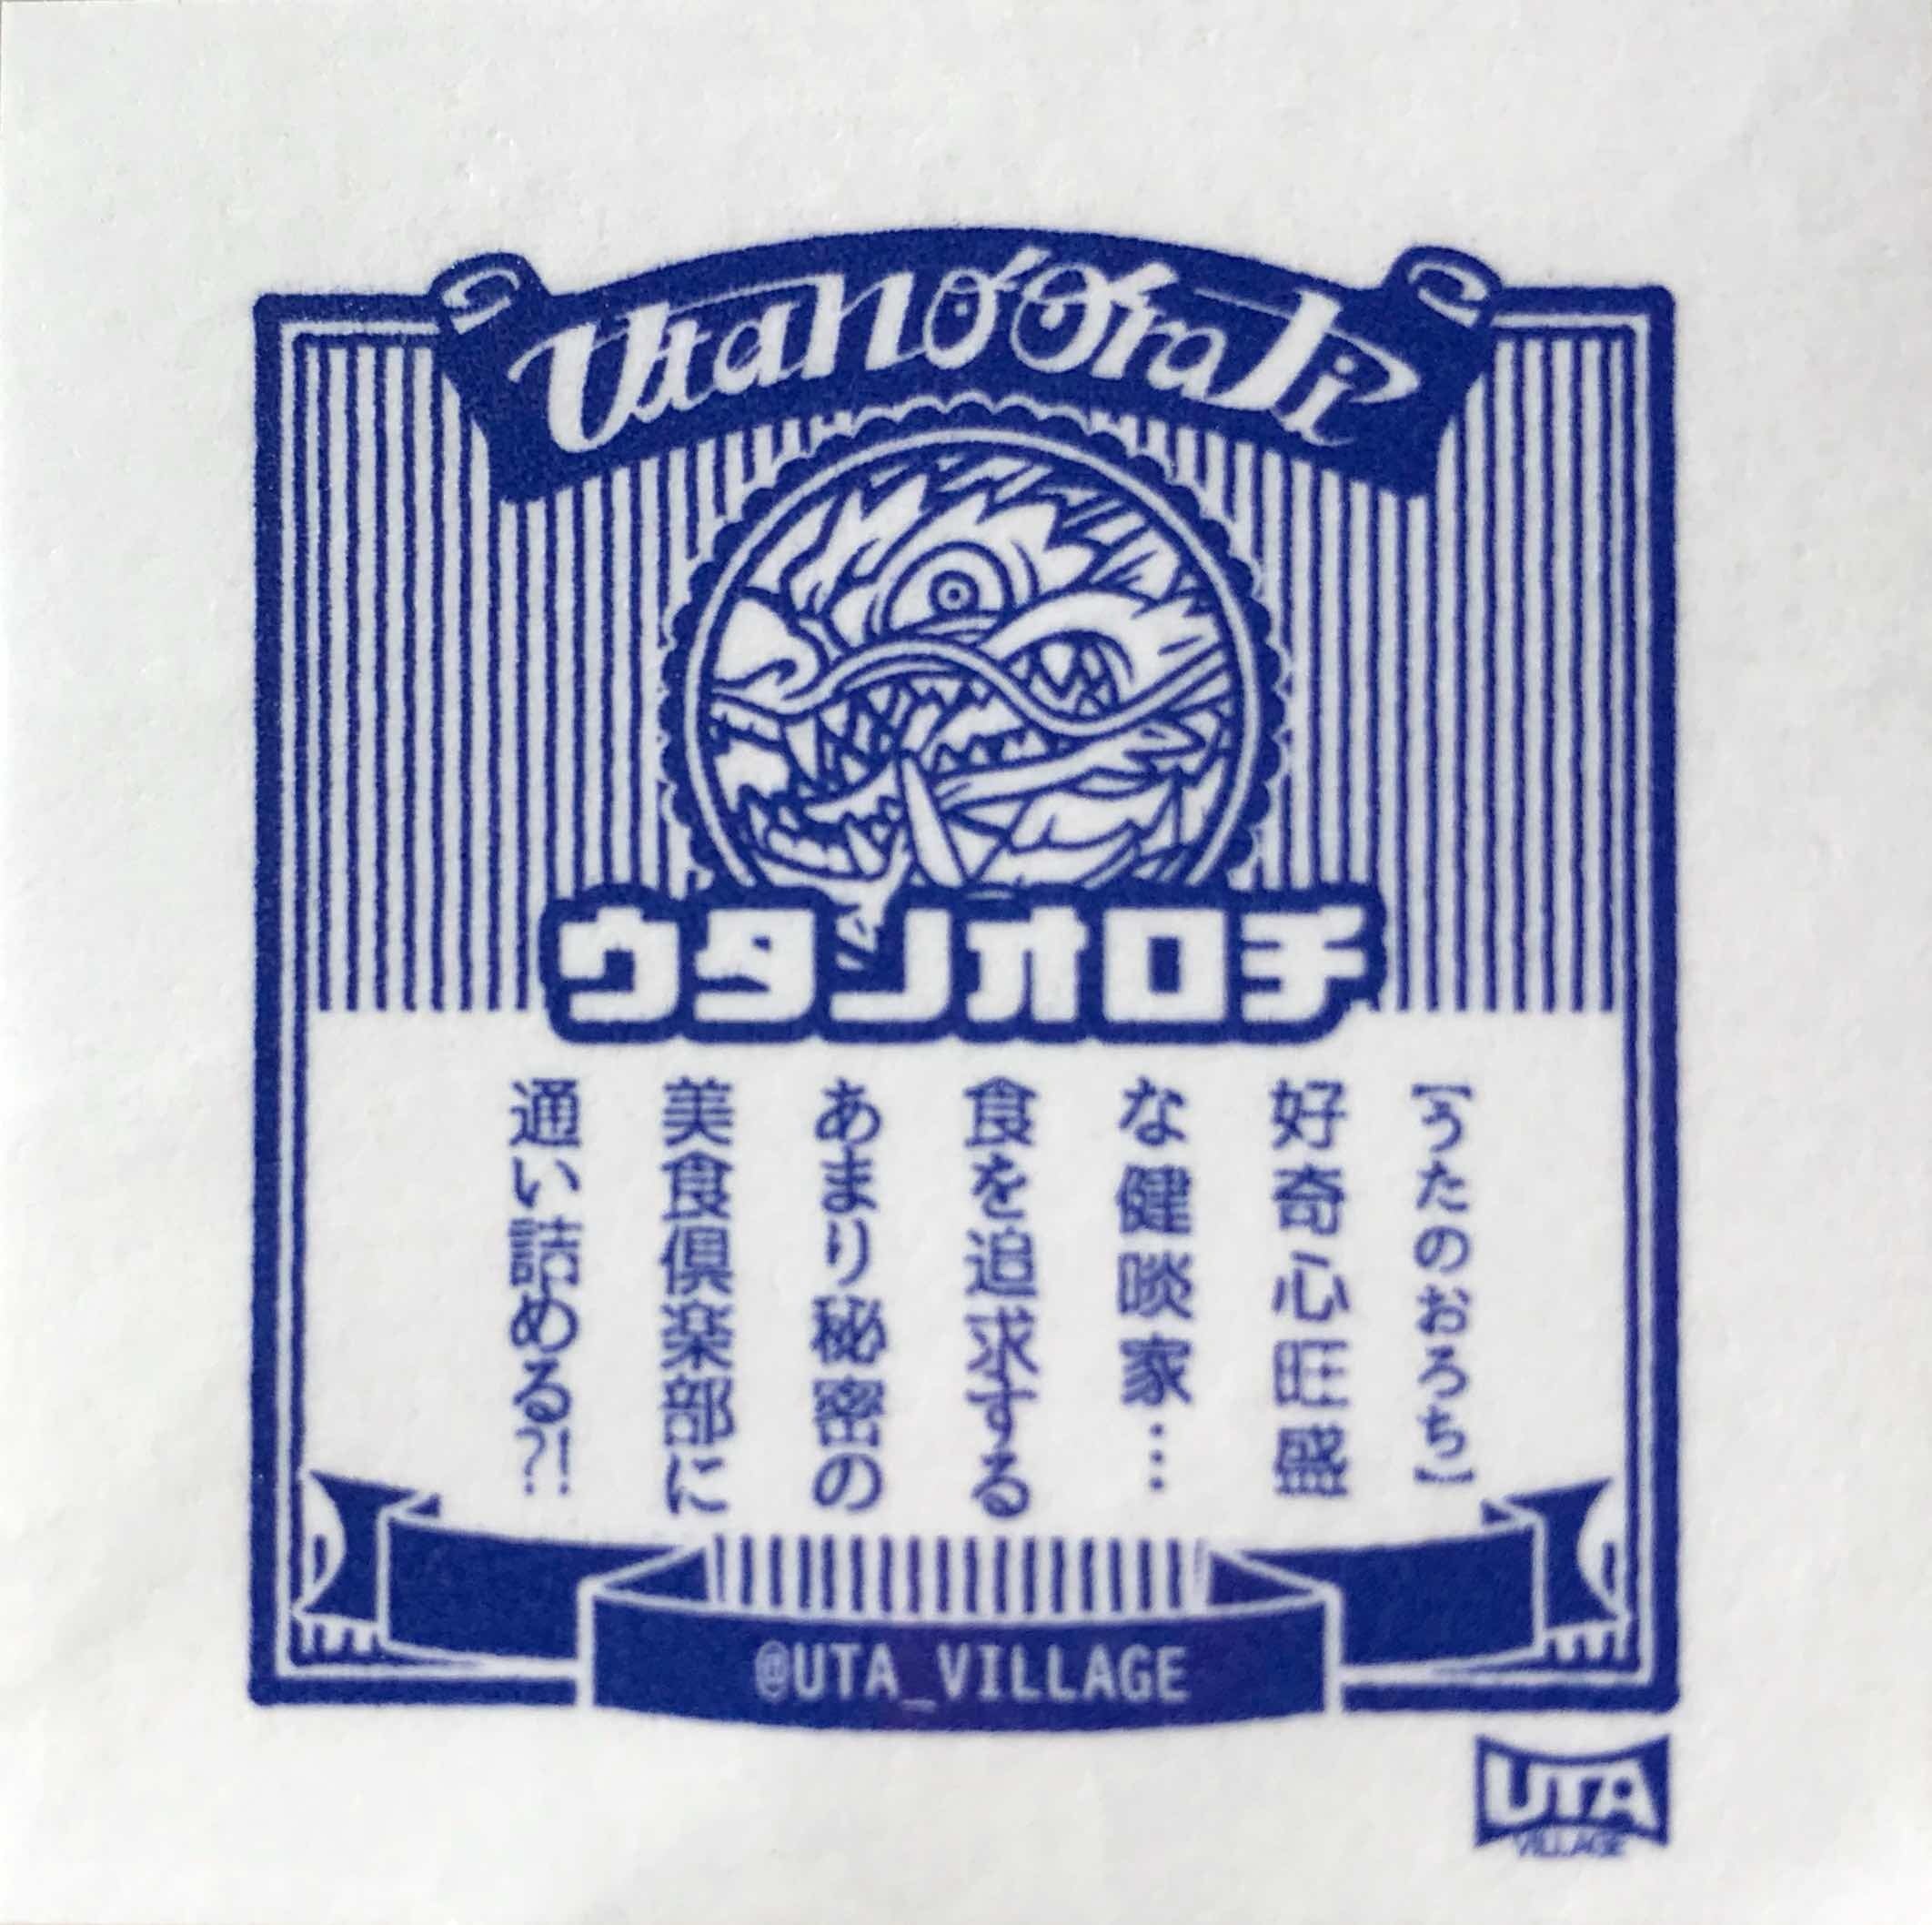 Utano'Oraji
ウタノオロチ
【うたのおろち】
好奇心旺盛
な健啖家…
食を追求する
あまり秘密の
美食倶楽部に
通い詰める?!
@UTA_VILLAGE
UTA
VILLAGE